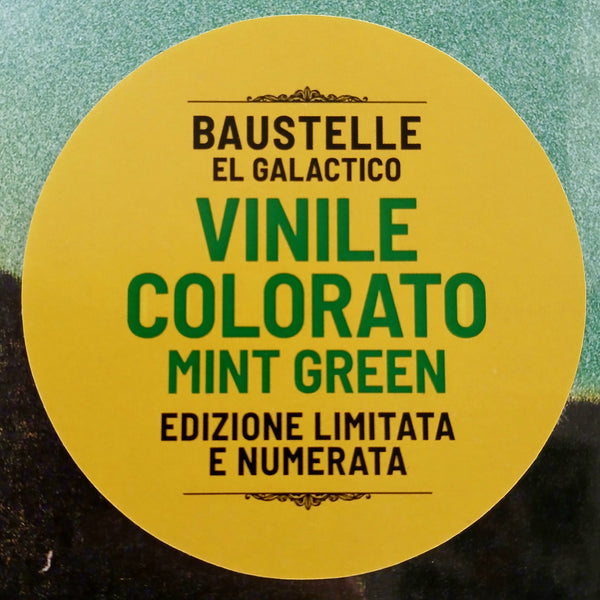 BAUSTELLE
EL GALACTICO
VINILE
COLORATO
MINT GREEN
EDIZIONE LIMITATA
E NUMERATA